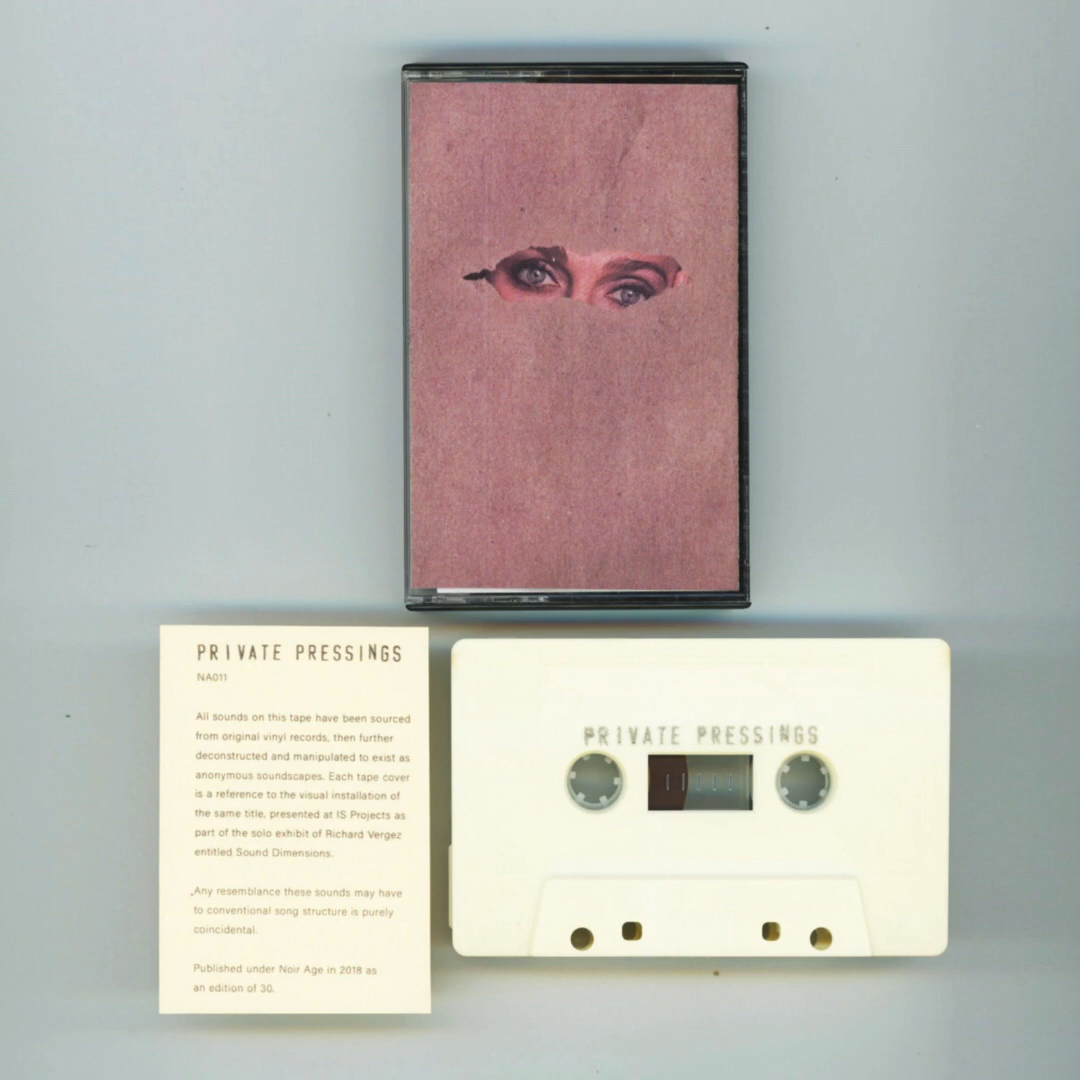 PRIVATE PRESSINGS
NA011
All sounds on this tape have been sourced
from original vinyl records, then further
deconstructed and manipulated to exist as
anonymous soundscapes. Each tape cover
is a reference to the visual installation of
the same title, presented at IS Projects as
part of the solo exhibit of Richard Vergez
entitled Sound Dimensions.
Any resemblance these sounds may have
to conventional song structure is purely
coincidental.
Published under Noir Age in 2018 as
an edition of 30.
PRIVATE PRESSINGS